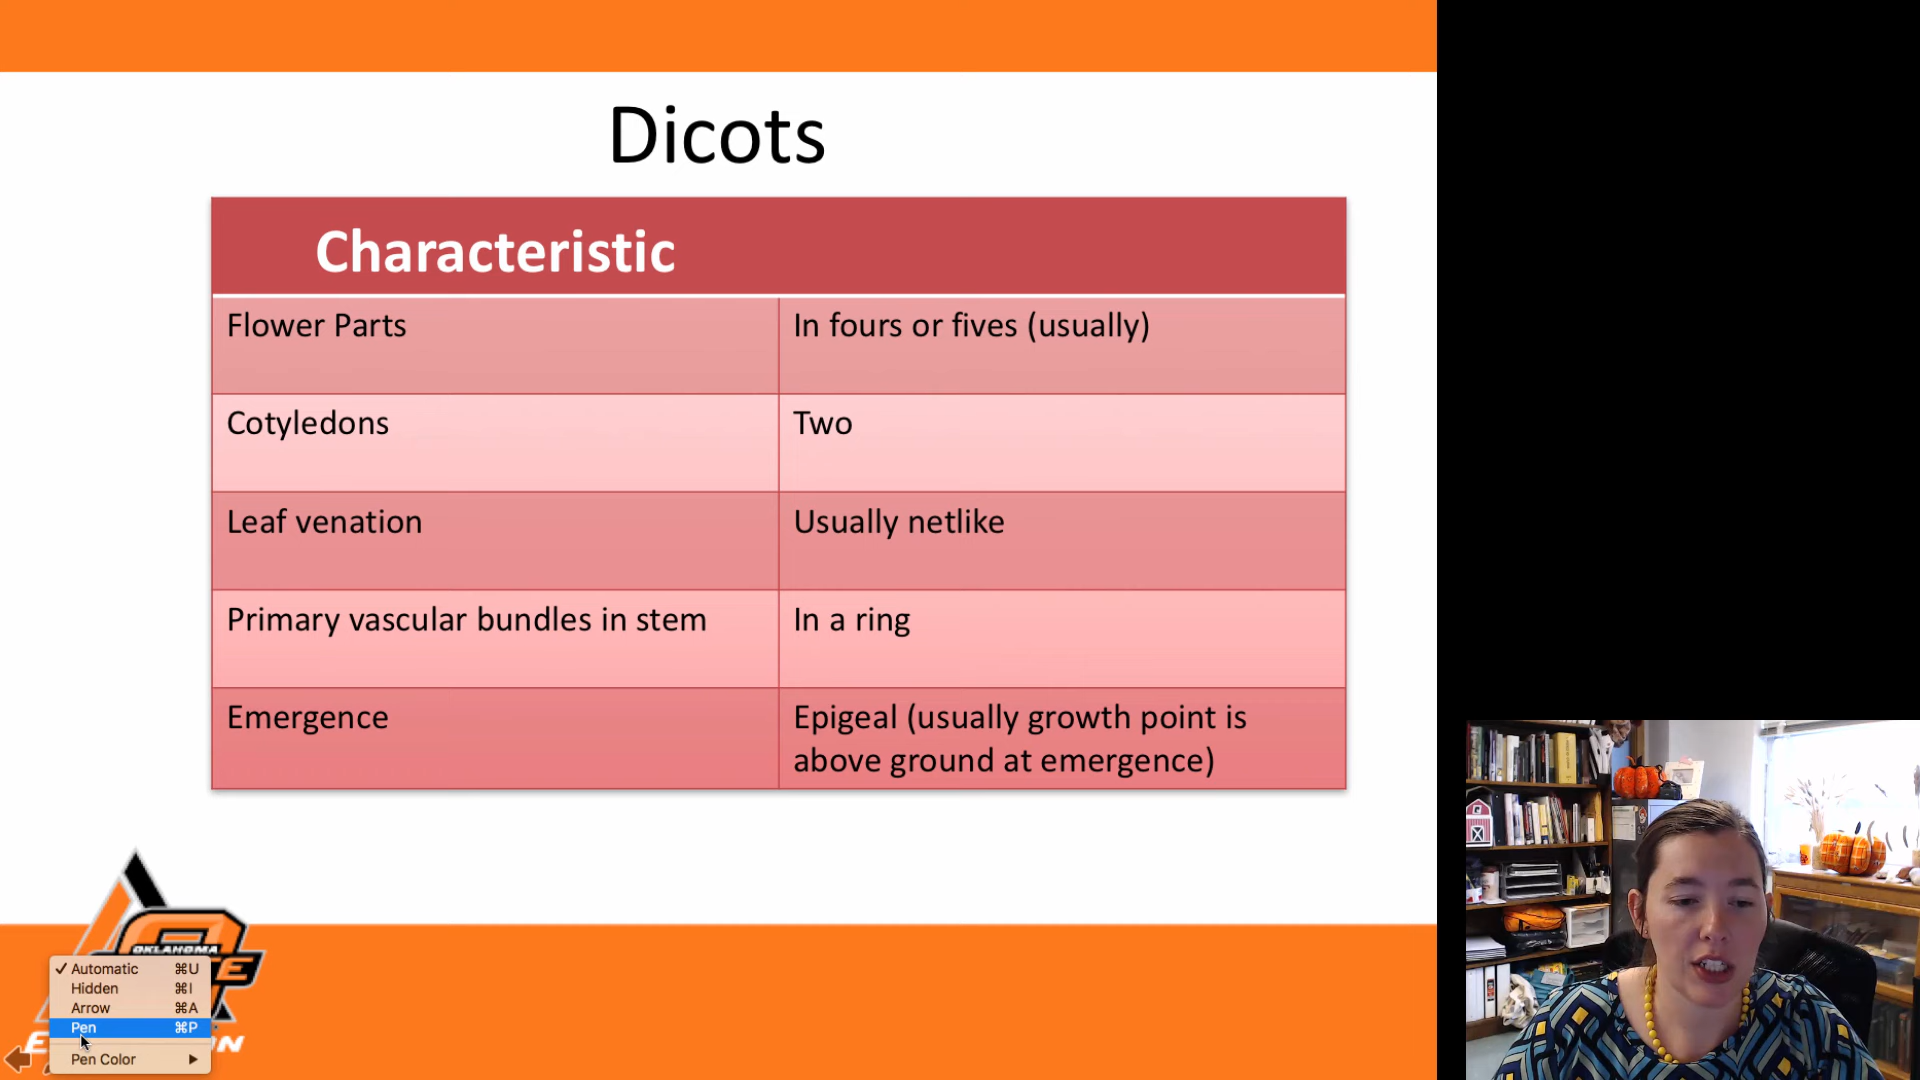 Dicots
Characteristic
Flower Parts
In fours or fives (usually)
Cotyledons
Two
Leaf venation
Usually netlike
Primary vascular bundles in stem
In a ring
Emergence
Epigeal (usually growth point is
above ground at emergence)
OKLAHOMA
✓ Automatic ⌘U
Hidden ⌘I
Arrow ⌘A
Pen ⌘P
Pen Color